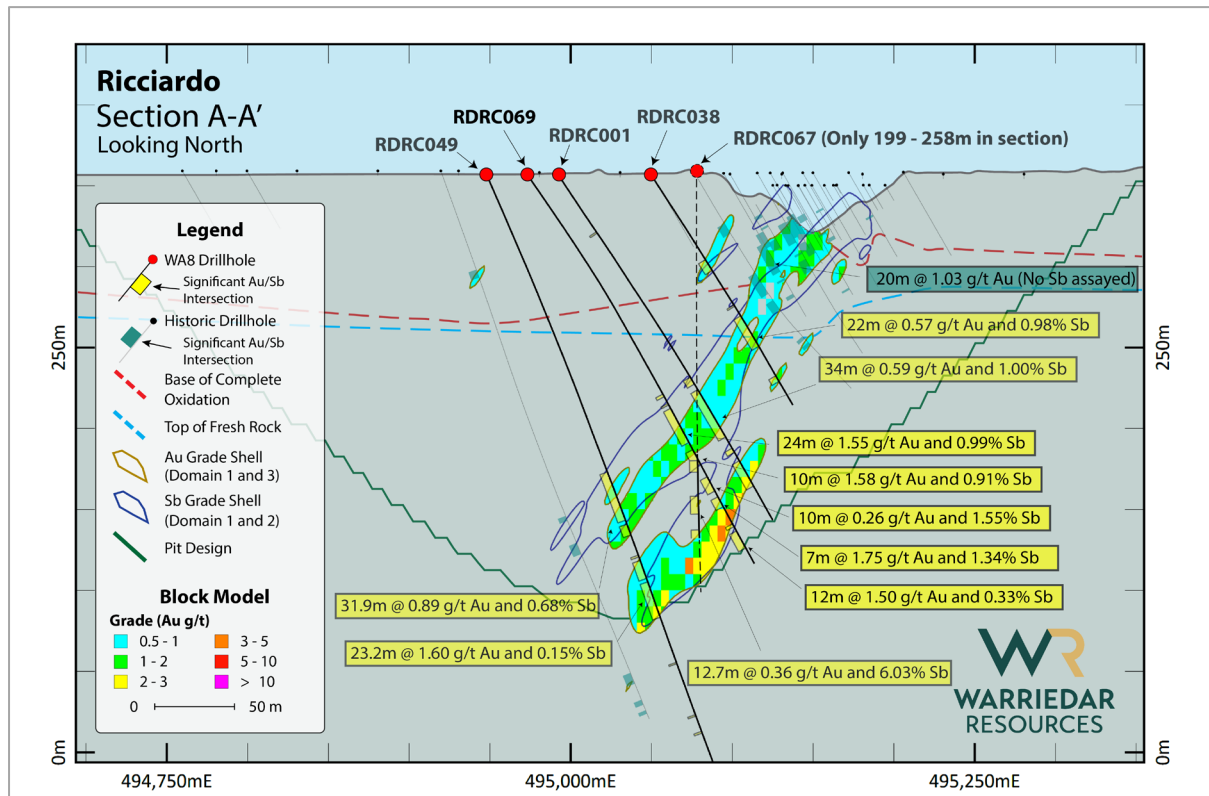 Ricciardo
Section A-A’
Looking North
RDRC049
RDRC069
RDRC001
RDRC038
RDRC067 (Only 199 - 258m in section)
Legend
WA8 Drillhole
Significant Au/Sb
Intersection
Historic Drillhole
Significant Au/Sb
Intersection
Base of Complete
Oxidation
Top of Fresh Rock
Au Grade Shell
(Domain 1 and 3)
Sb Grade Shell
(Domain 1 and 2)
Pit Design
Block Model
Grade (Au g/t)
0.5 - 1
3 - 5
1 - 2
5 - 10
2 - 3
> 10
0
50 m
20m @ 1.03 g/t Au (No Sb assayed)
22m @ 0.57 g/t Au and 0.98% Sb
34m @ 0.59 g/t Au and 1.00% Sb
24m @ 1.55 g/t Au and 0.99% Sb
10m @ 1.58 g/t Au and 0.91% Sb
10m @ 0.26 g/t Au and 1.55% Sb
7m @ 1.75 g/t Au and 1.34% Sb
12m @ 1.50 g/t Au and 0.33% Sb
31.9m @ 0.89 g/t Au and 0.68% Sb
23.2m @ 1.60 g/t Au and 0.15% Sb
12.7m @ 0.36 g/t Au and 6.03% Sb
WR
WARRIEDAR
RESOURCES
250m
250m
0m
0m
494,750mE
495,000mE
495,250mE